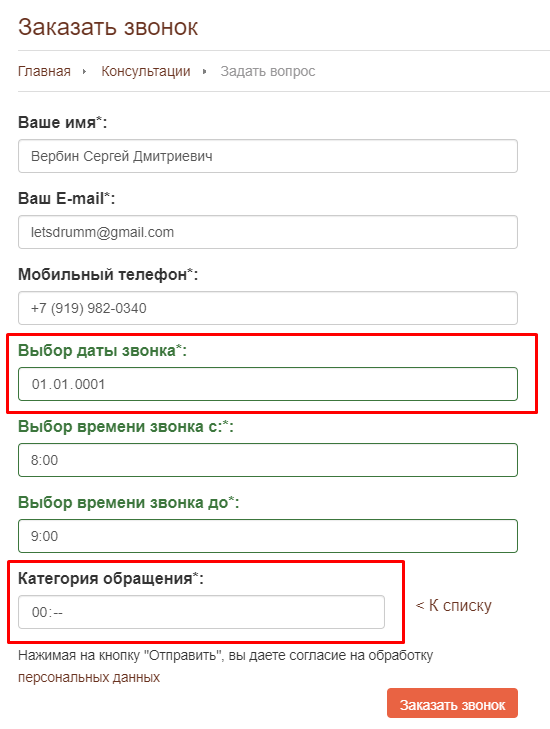 Заказать звонок
Главная Консультации Задать вопрос
Ваше имя*:
Вербин Сергей Дмитриевич
Ваш E-mail*:
letsdrumm@gmail.com
Мобильный телефон*:
+7 (919) 982-0340
Выбор даты звонка*:
01.01.0001
Выбор времени звонка с:*:
8:00
Выбор времени звонка до*:
9:00
Категория обращения*:
00:-- < К списку
Нажимая на кнопку "Отправить", вы даете согласие на обработку
персональных данных
Заказать звонок